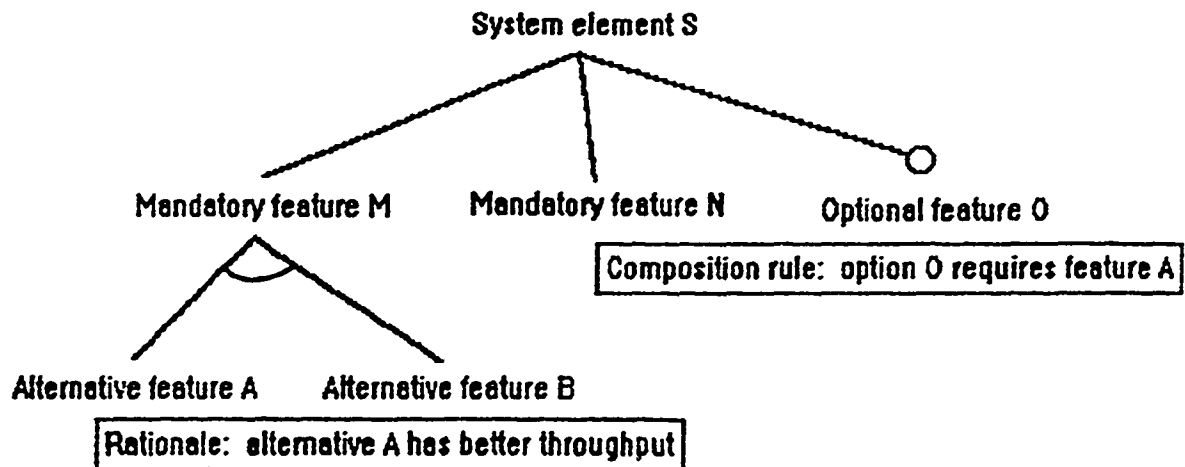 System element S
Mandatory feature M
Mandatory feature N
Optional feature O
Composition rule: option O requires feature A
Alternative feature A
Alternative feature B
Rationale: alternative A has better throughput